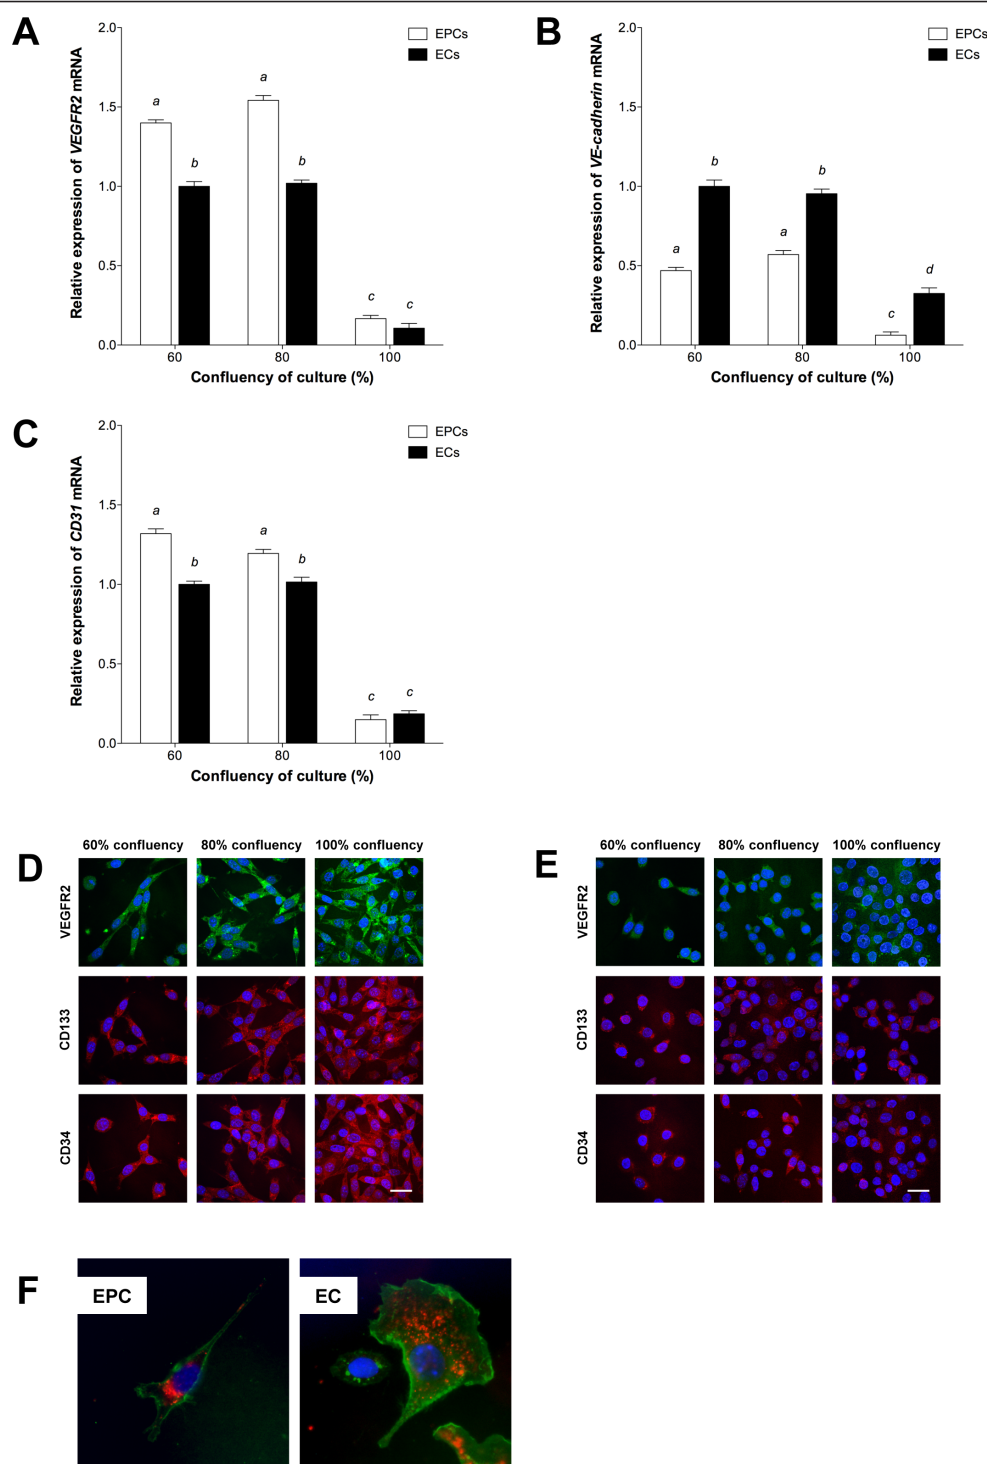 A
Relative expression of VEGFR2 mRNA
2.0
1.5
1.0
0.5
0.0
EPCs
ECs
a
b
a
b
c
c
60
80
100
Confluency of culture (%)
B
Relative expression of VE-cadherin mRNA
2.0
1.5
1.0
0.5
0.0
EPCs
ECs
a
b
a
b
c
d
60
80
100
Confluency of culture (%)
C
Relative expression of CD31 mRNA
2.0
1.5
1.0
0.5
0.0
EPCs
ECs
a
b
a
b
c
c
60
80
100
Confluency of culture (%)
D
60% confluency
80% confluency
100% confluency
VEGFR2
CD133
CD34
E
60% confluency
80% confluency
100% confluency
VEGFR2
CD133
CD34
F
EPC
EC